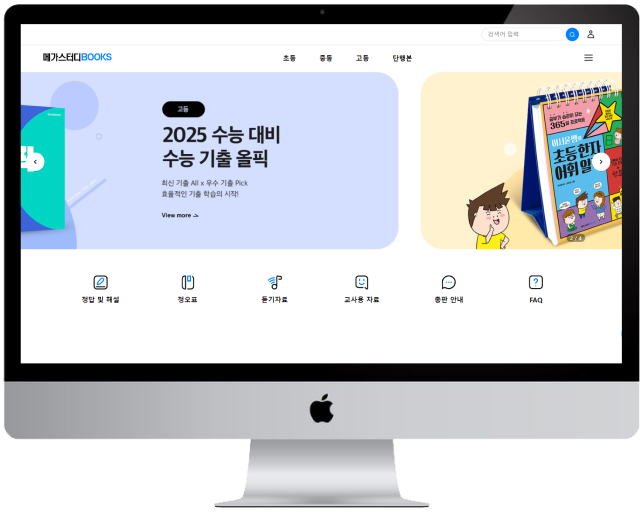 검색어 입력
메가스터디BOOKS
초등
중등
고등
단행본
고등
2025 수능 대비
수능 기출 올픽
최신 기출 All x 우수 기출 Pick
효율적인 기출 학습의 시작!
View more ->
365일
초등 한자
어휘 일
2 / 4
정답 및 해설
정오표
듣기자료
교사용 자료
총판 안내
FAQ